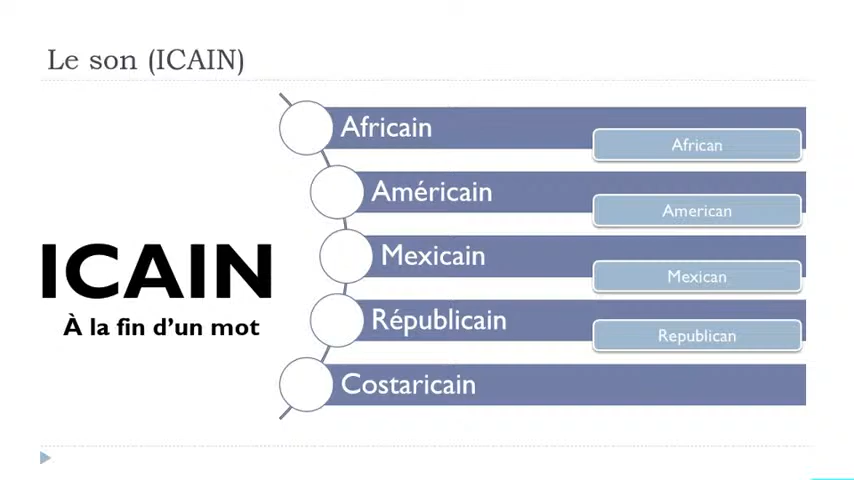 Le son (ICAIN)
Africain
African
Américain
American
ICAIN
À la fin d’un mot
Mexicain
Mexican
Républicain
Republican
Costaricain